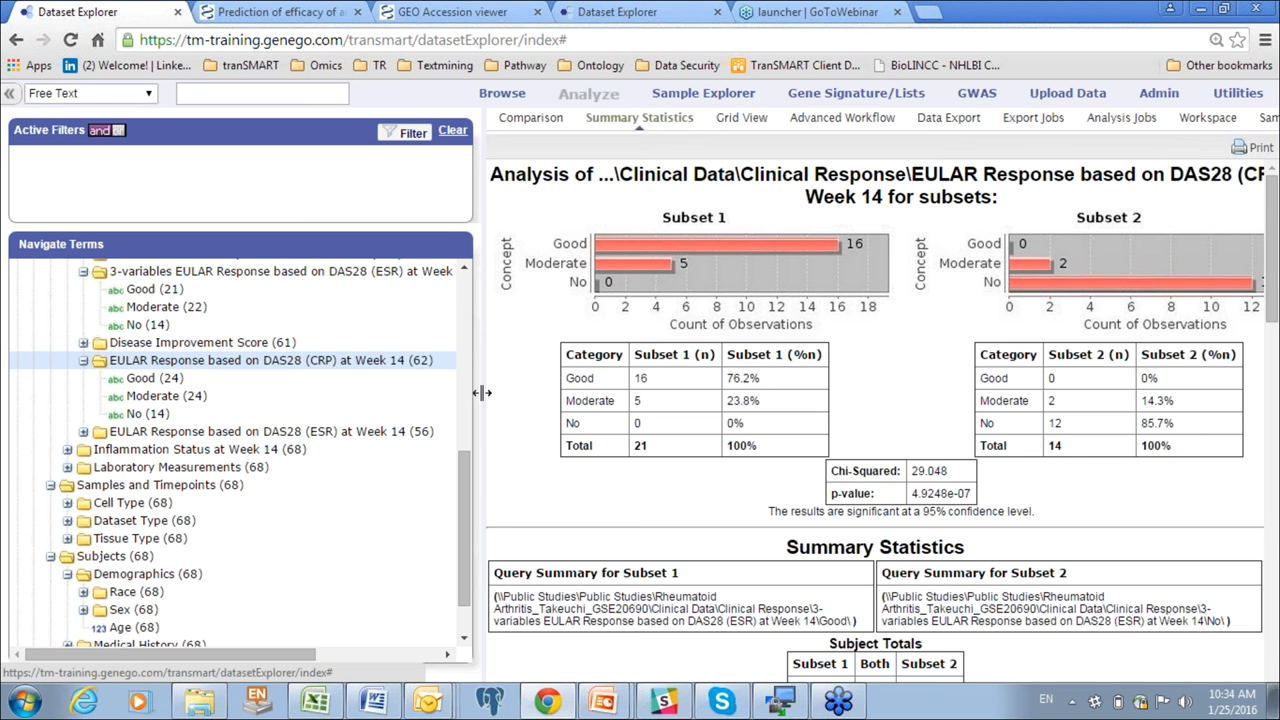 Dataset Explorer
Prediction of efficacy of a
GEO Accession viewer
Dataset Explorer
launcher | GoToWebinar
https://tm-training.genego.com/transmart/datasetExplorer/index#
Apps
(2) Welcome! | Linke...
tranSMART
Omics
TR
Textmining
Pathway
Ontology
Data Security
TranSMART Client D...
BioLINCC - NHLBI C...
Other bookmarks
Free Text
Browse
Analyze
Sample Explorer
Gene Signature/Lists
GWAS
Upload Data
Admin
Utilities
Active Filters and or
Filter
Clear
Comparison
Summary Statistics
Grid View
Advanced Workflow
Data Export
Export Jobs
Analysis Jobs
Workspace
Sam
Print
Navigate Terms
3-variables EULAR Response based on DAS28 (ESR) at Week
abc Good (21)
abc Moderate (22)
abc No (14)
Disease Improvement Score (61)
EULAR Response based on DAS28 (CRP) at Week 14 (62)
abc Good (24)
abc Moderate (24)
abc No (14)
EULAR Response based on DAS28 (ESR) at Week 14 (56)
Inflammation Status at Week 14 (68)
Laboratory Measurements (68)
Samples and Timepoints (68)
Cell Type (68)
Dataset Type (68)
Tissue Type (68)
Subjects (68)
Demographics (68)
Race (68)
Sex (68)
123 Age (68)
Medical History (68)
https://tm-training.genego.com/transmart/datasetExplorer/index#
Analysis of ...\Clinical Data\Clinical Response\EULAR Response based on DAS28 (CR
Week 14 for subsets:
Subset 1
Concept
Good 16
Moderate 5
No 0
0 2 4 6 8 10 12 14 16 18
Count of Observations
Subset 2
Concept
Good 0
Moderate 2
No
0 2 4 6 8 10 12
Count of Observations
Category Subset 1 (n) Subset 1 (%n)
Good 16 76.2%
Moderate 5 23.8%
No 0 0%
Total 21 100%
Category Subset 2 (n) Subset 2 (%n)
Good 0 0%
Moderate 2 14.3%
No 12 85.7%
Total 14 100%
Chi-Squared: 29.048
p-value: 4.9248e-07
The results are significant at a 95% confidence level.
Summary Statistics
Query Summary for Subset 1
(\\Public Studies\Public Studies\Rheumatoid
Arthritis_Takeuchi_GSE20690\Clinical Data\Clinical Response\3-
variables EULAR Response based on DAS28 (ESR) at Week 14\Good\ )
Query Summary for Subset 2
(\\Public Studies\Public Studies\Rheumatoid
Arthritis_Takeuchi_GSE20690\Clinical Data\Clinical Response\3-
variables EULAR Response based on DAS28 (ESR) at Week 14\No\ )
Subject Totals
Subset 1 Both Subset 2
EN
EN
10:34 AM
1/25/2016